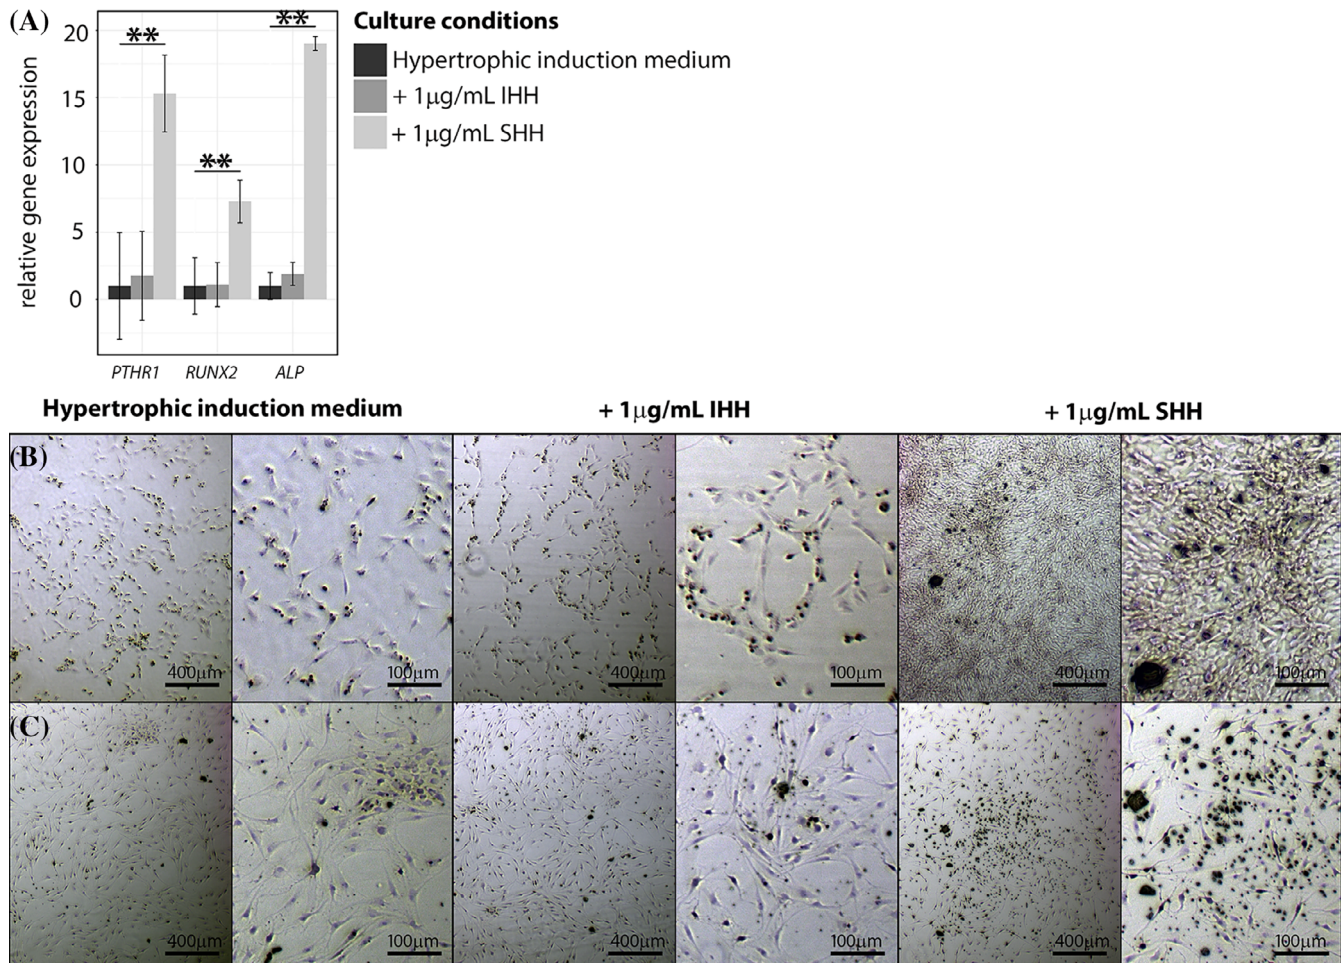 (A)
relative gene expression
20
15
10
5
0
**
**
**
PTHR1 RUNX2 ALP
Culture conditions
Hypertrophic induction medium
+ 1μg/mL IHH
+ 1μg/mL SHH
Hypertrophic induction medium + 1μg/mL IHH + 1μg/mL SHH
(B)
400μm 100μm 400μm 100μm 400μm 100μm
(C)
400μm 100μm 400μm 100μm 400μm 100μm